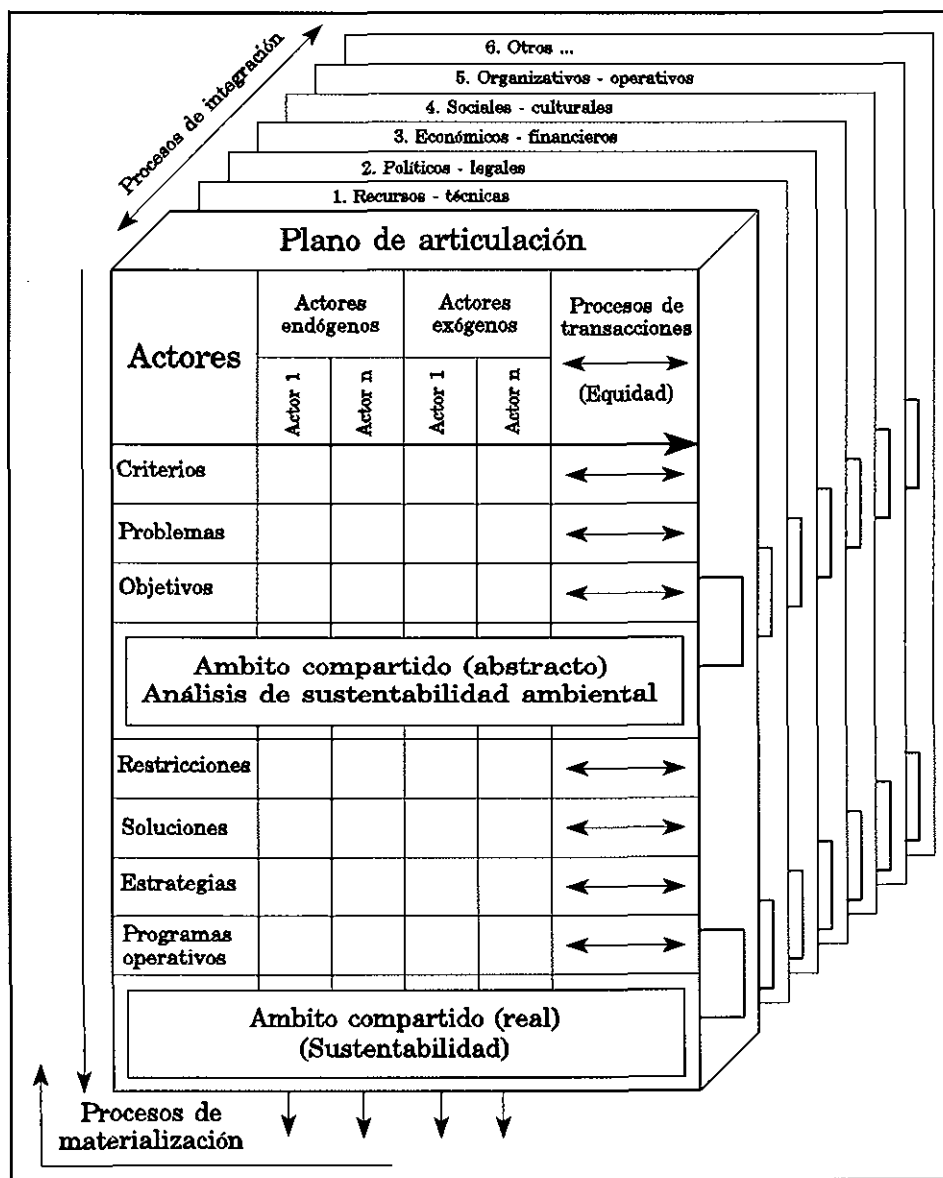 Procesos de integración
6. Otros ...
5. Organizativos - operativos
4. Sociales - culturales
3. Económicos - financieros
2. Políticos - legales
1. Recursos - técnicas
Plano de articulación
Actores
Actores
endógenos
Actores
exógenos
Procesos de
transacciones
(Equidad)
Actor 1
Actor n
Actor 1
Actor n
Criterios
Problemas
Objetivos
Ambito compartido (abstracto)
Análisis de sustentabilidad ambiental
Restricciones
Soluciones
Estrategias
Programas
operativos
Ambito compartido (real)
(Sustentabilidad)
Procesos de
materialización